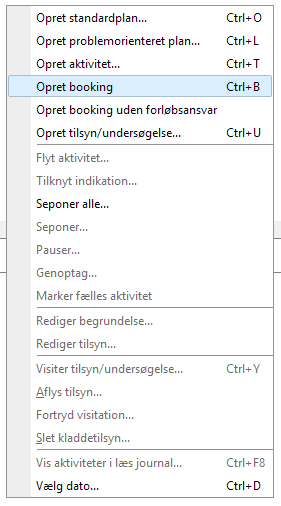 Opret standardplan... Ctrl+O
Opret problemorienteret plan... Ctrl+L
Opret aktivitet... Ctrl+T
Opret booking Ctrl+B
Opret booking uden forløbsansvar
Opret tilsyn/undersøgelse... Ctrl+U
Flyt aktivitet...
Tilknyt indikation...
Seponer alle...
Seponer...
Pauser...
Genoptag...
Marker fælles aktivitet
Rediger begrundelse...
Rediger tilsyn...
Visiter tilsyn/undersøgelse... Ctrl+Y
Aflys tilsyn...
Fortryd visitation...
Slet kladdetilsyn...
Vis aktiviteter i læs journal... Ctrl+F8
Vælg dato... Ctrl+D